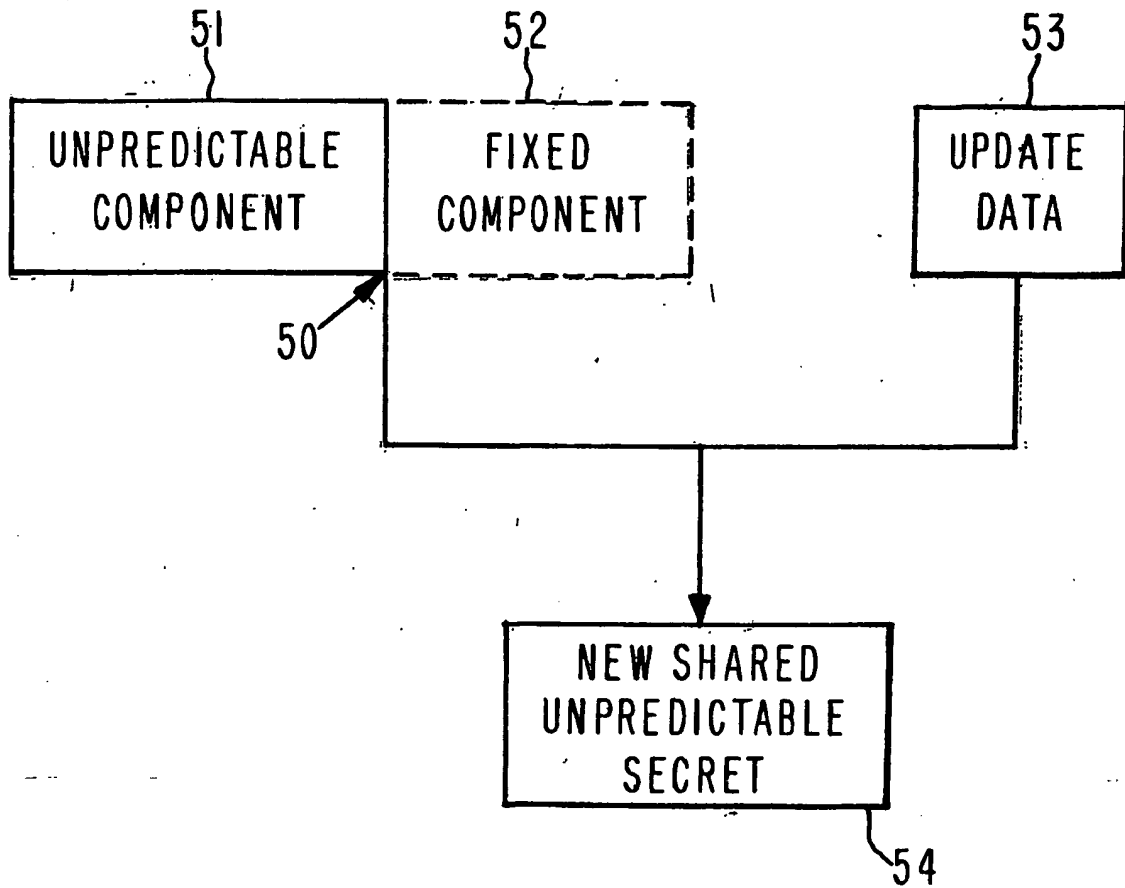 51
52
53
UNPREDICTABLE
COMPONENT
FIXED
COMPONENT
UPDATE
DATA
50
NEW SHARED
UNPREDICTABLE
SECRET
54